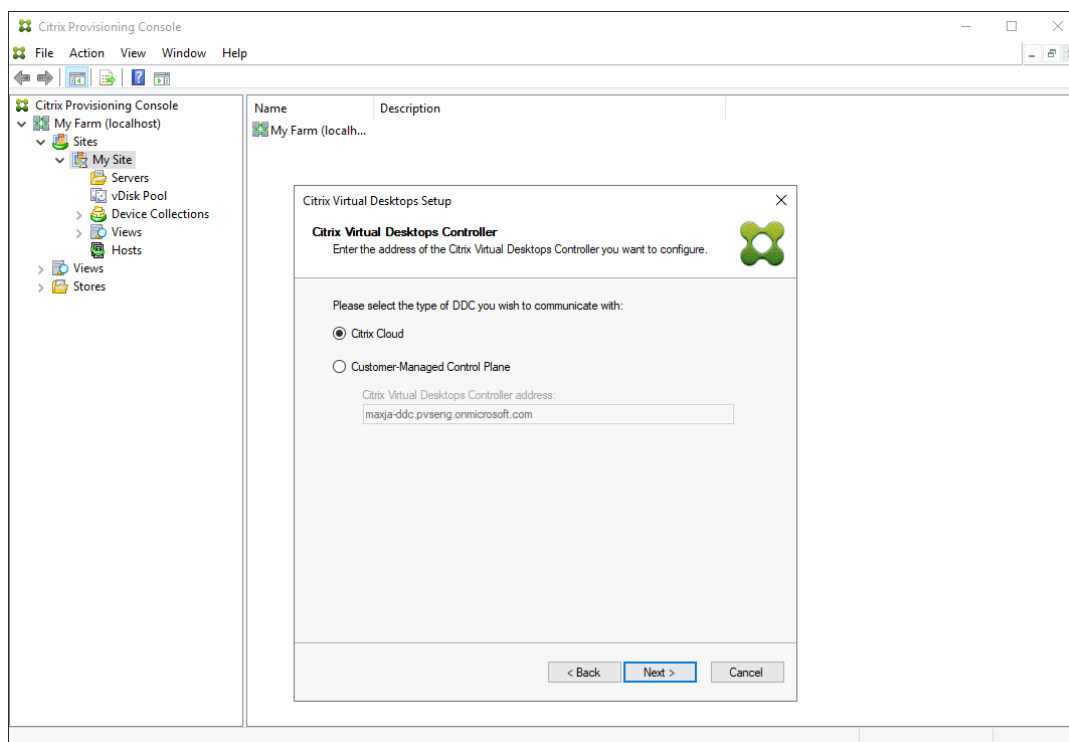 Citrix Provisioning Console
File Action View Window Help
Citrix Provisioning Console
My Farm (localhost)
Sites
My Site
Servers
vDisk Pool
Device Collections
Views
Hosts
Views
Stores
Name Description
My Farm (localh...
Citrix Virtual Desktops Setup
Citrix Virtual Desktops Controller
Enter the address of the Citrix Virtual Desktops Controller you want to configure.
Please select the type of DDC you wish to communicate with:
Citrix Cloud
Customer-Managed Control Plane
Citrix Virtual Desktops Controller address:
maxja-ddc.pvseng.onmicrosoft.com
< Back Next > Cancel